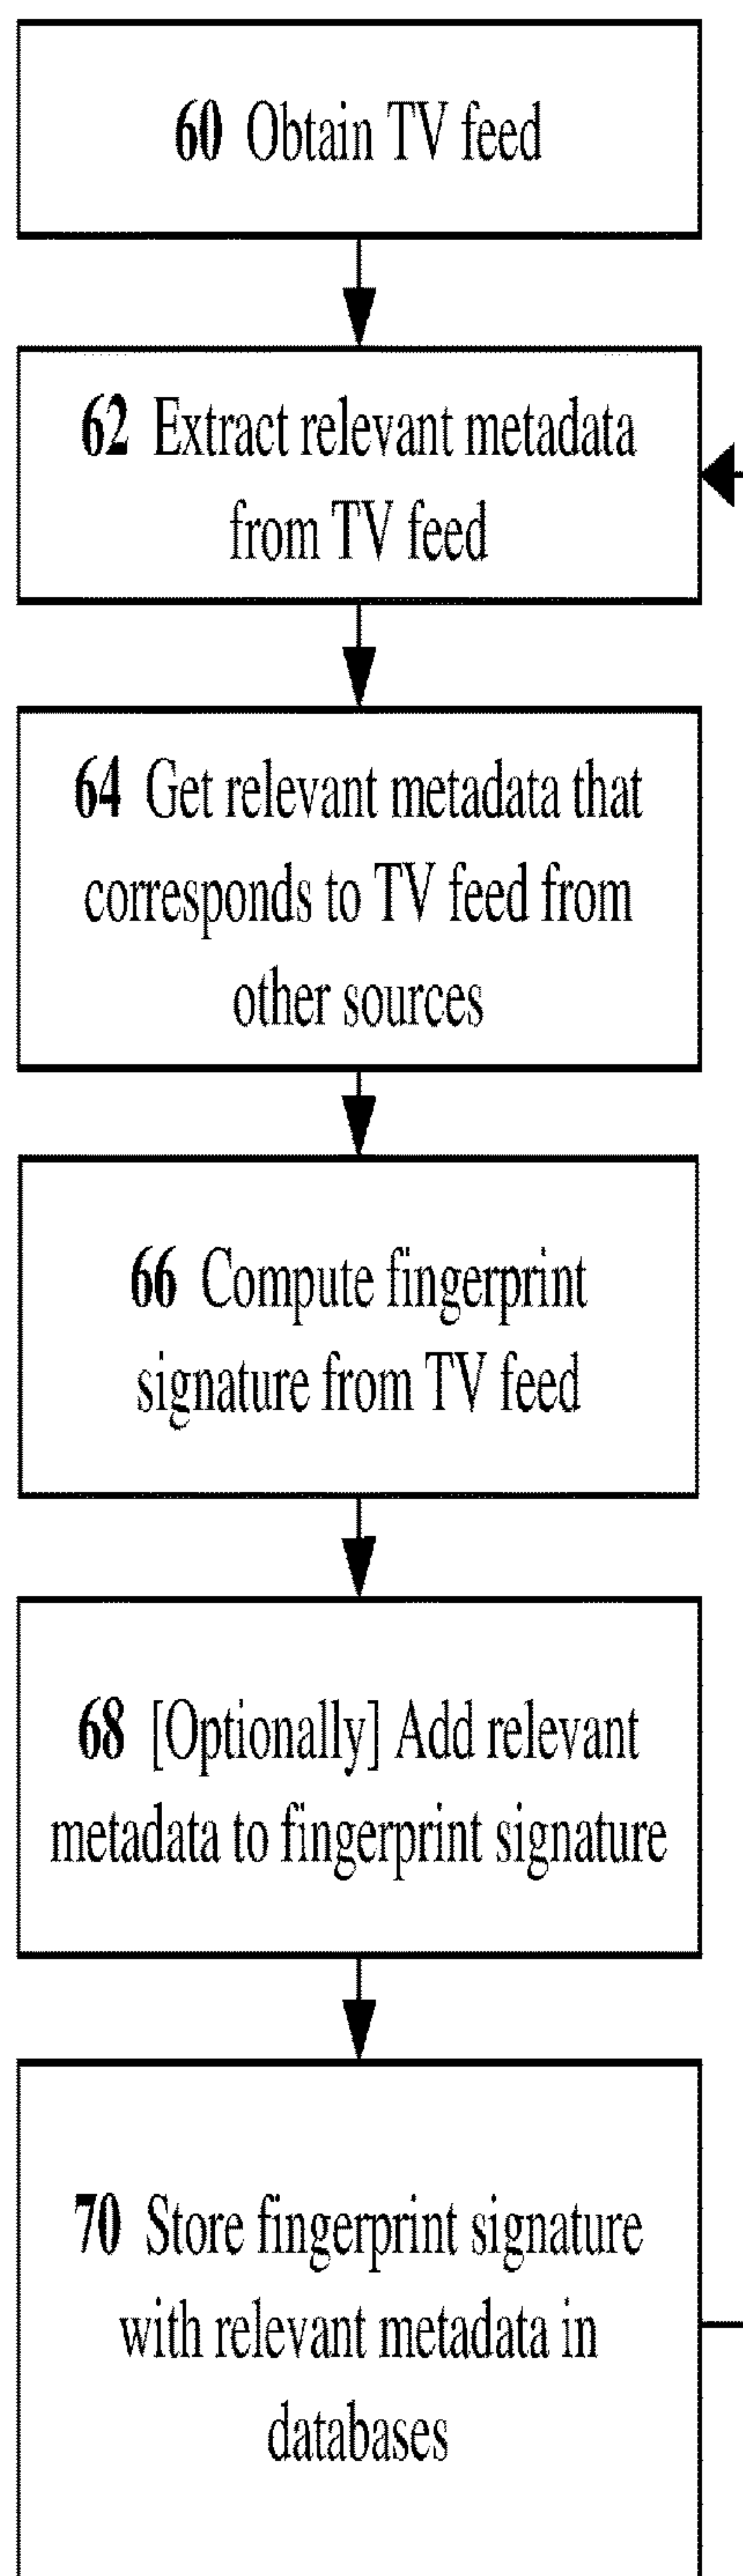 60 Obtain TV feed
62 Extract relevant metadata
from TV feed
64 Get relevant metadata that
corresponds to TV feed from
other sources
66 Compute fingerprint
signature from TV feed
68 [Optionally] Add relevant
metadata to fingerprint signature
70 Store fingerprint signature
with relevant metadata in
databases